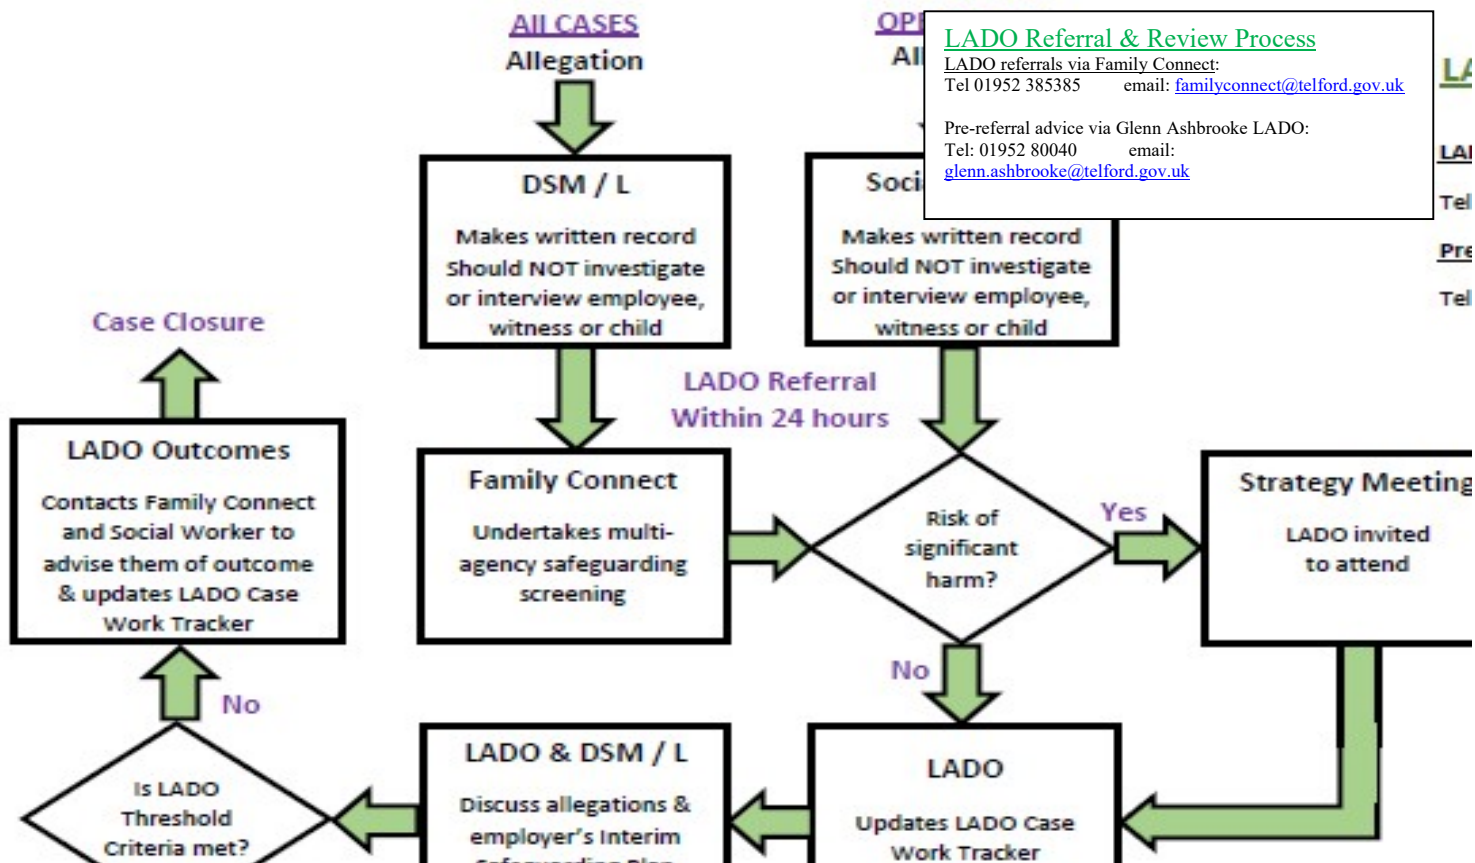 All CASES
Allegation
DSM / L
Makes written record
Should NOT investigate
or interview employee,
witness or child
LADO Referral & Review Process
LADO referrals via Family Connect:
Tel 01952 385385 email: familyconnect@telford.gov.uk
Pre-referral advice via Glenn Ashbrooke LADO:
Tel: 01952 80040 email:
glenn.ashbrooke@telford.gov.uk
Makes written record
Should NOT investigate
or interview employee,
witness or child
Tel
Tel
LADO Referral
Within 24 hours
Case Closure
LADO Outcomes
Contacts Family Connect
and Social Worker to
advise them of outcome
& updates LADO Case
Work Tracker
Family Connect
Undertakes multi-
agency safeguarding
screening
Risk of
significant
harm?
Yes
Strategy Meeting
LADO invited
to attend
No
No
Is LADO
Threshold
Criteria met?
LADO & DSM / L
Discuss allegations &
employer's Interim
LADO
Updates LADO Case
Work Tracker